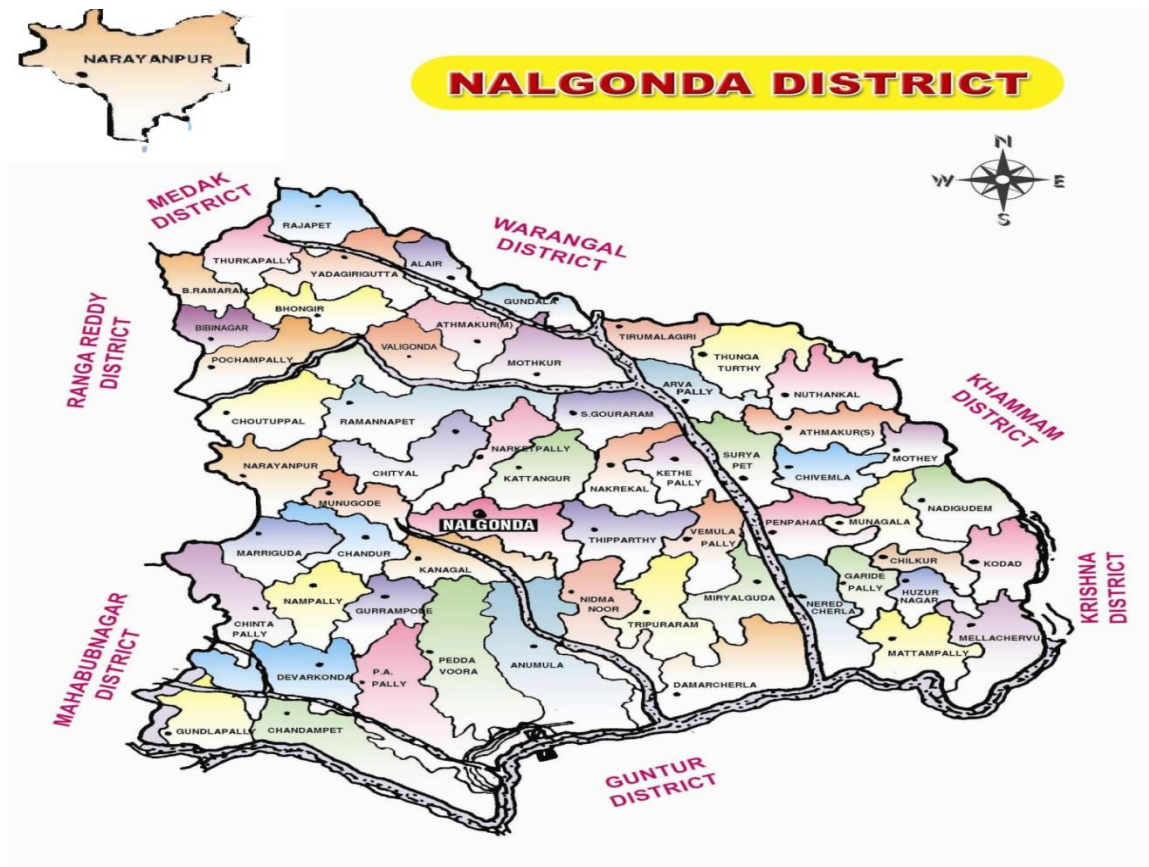 NARAYANPUR
NALGONDA DISTRICT
N
W E
S
MEDAK
DISTRICT
WARANGAL
DISTRICT
RANGA REDDY
DISTRICT
KHAMMAM
DISTRICT
KRISHNA
DISTRICT
MAHABUBNAGAR
DISTRICT
GUNTUR
DISTRICT
RAJAPET
THURKAPALLY
YADAGIRIGUTTA
ALAIR
B.RAMARAM
BHONGIR
GUNDALA
BIBINAGAR
ATHMAKUR(M)
VALIGONDA
TIRUMALAGIRI
POCHAMPALLY
MOTHKUR
THUNGA
TURTHY
ARVA
PALLY
NUTHANKAL
CHOUTUPPAL
RAMANNAPET
S.GOURARAM
ATHMAKUR(S)
NARKETPALLY
SURYA
PET
MOTHEY
NARAYANPUR
CHITYAL
KATTANGUR
NAKREKAL
KETHE
PALLY
CHIVEMLA
MUNUGODE
NADIGUDEM
NALGONDA
PENPAHAD
MUNAGALA
MARRIGUDA
CHANDUR
THIPPARTHY
VEMULA
PALLY
KANAGAL
CHILKUR
KODAD
NAMPALLY
GURRAMPODE
NIDMA
NOOR
MIRYALGUDA
GARIDE
PALLY
HUZUR
NAGAR
NERED
CHERLA
CHINTA
PALLY
TRIPURARAM
MELLACHERVU
MATTAMPALLY
DEVARKONDA
P.A.
PALLY
PEDDA
VOORA
ANUMULA
DAMARCHERLA
GUNDLAPALLY
CHANDAMPET